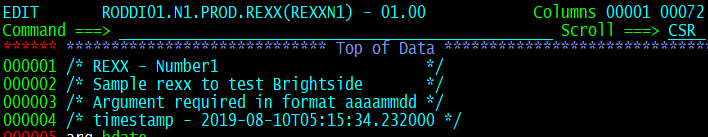 EDIT RODDI01.N1.PROD.REXX(REXXN1) - 01.00 Columns 00001 00072
Command ===> Scroll ===> CSR
****** **************************** Top of Data ******************************
000001 /* REXX - Number1 */
000002 /* Sample rexx to test Brightside */
000003 /* Argument required in format aaaammdd */
000004 /* timestamp - 2019-08-10T05:15:34.232000 */
000005 arg bdate